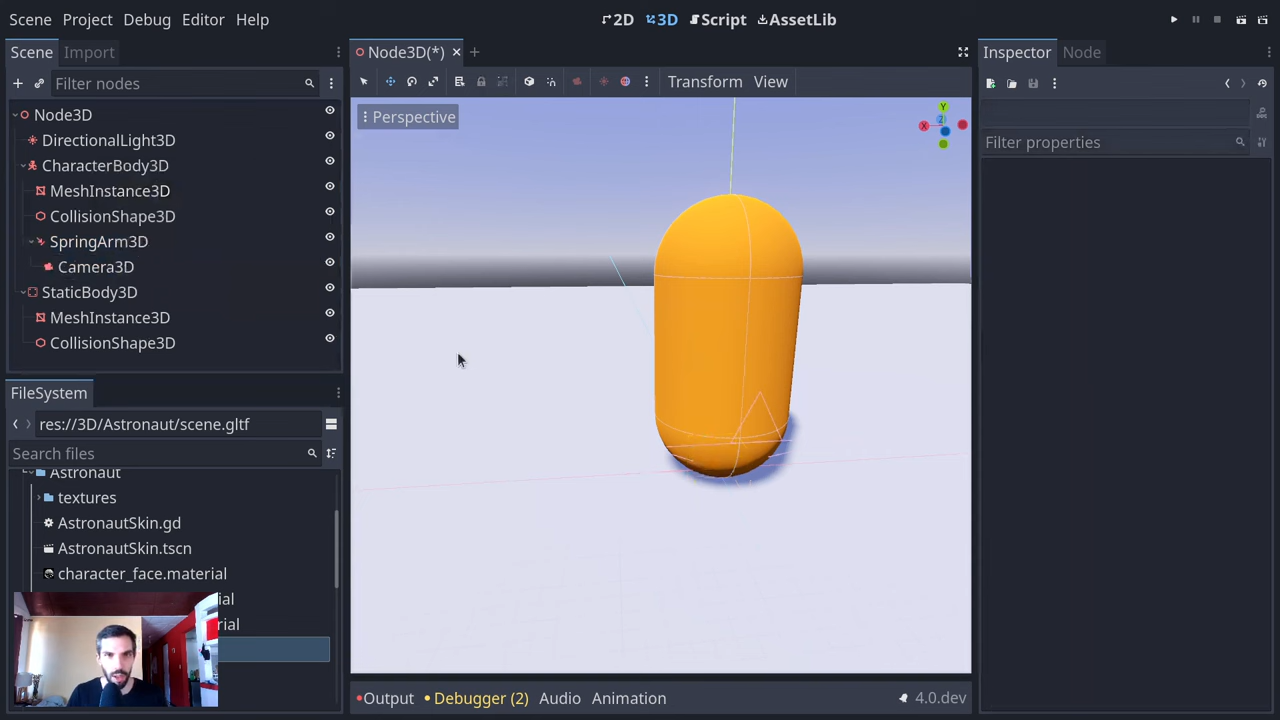 Scene Project Debug Editor Help
2D 3D Script AssetLib
Scene Import
Filter nodes
Node3D
DirectionalLight3D
CharacterBody3D
MeshInstance3D
CollisionShape3D
SpringArm3D
Camera3D
StaticBody3D
MeshInstance3D
CollisionShape3D
FileSystem
res://3D/Astronaut/scene.gltf
Search files
Astronaut
textures
AstronautSkin.gd
AstronautSkin.tscn
character_face.material
ial
rial
Node3D(*)
Transform View
Perspective
Y
X
Z
Output Debugger (2) Audio Animation
4.0.dev
Inspector Node
Filter properties